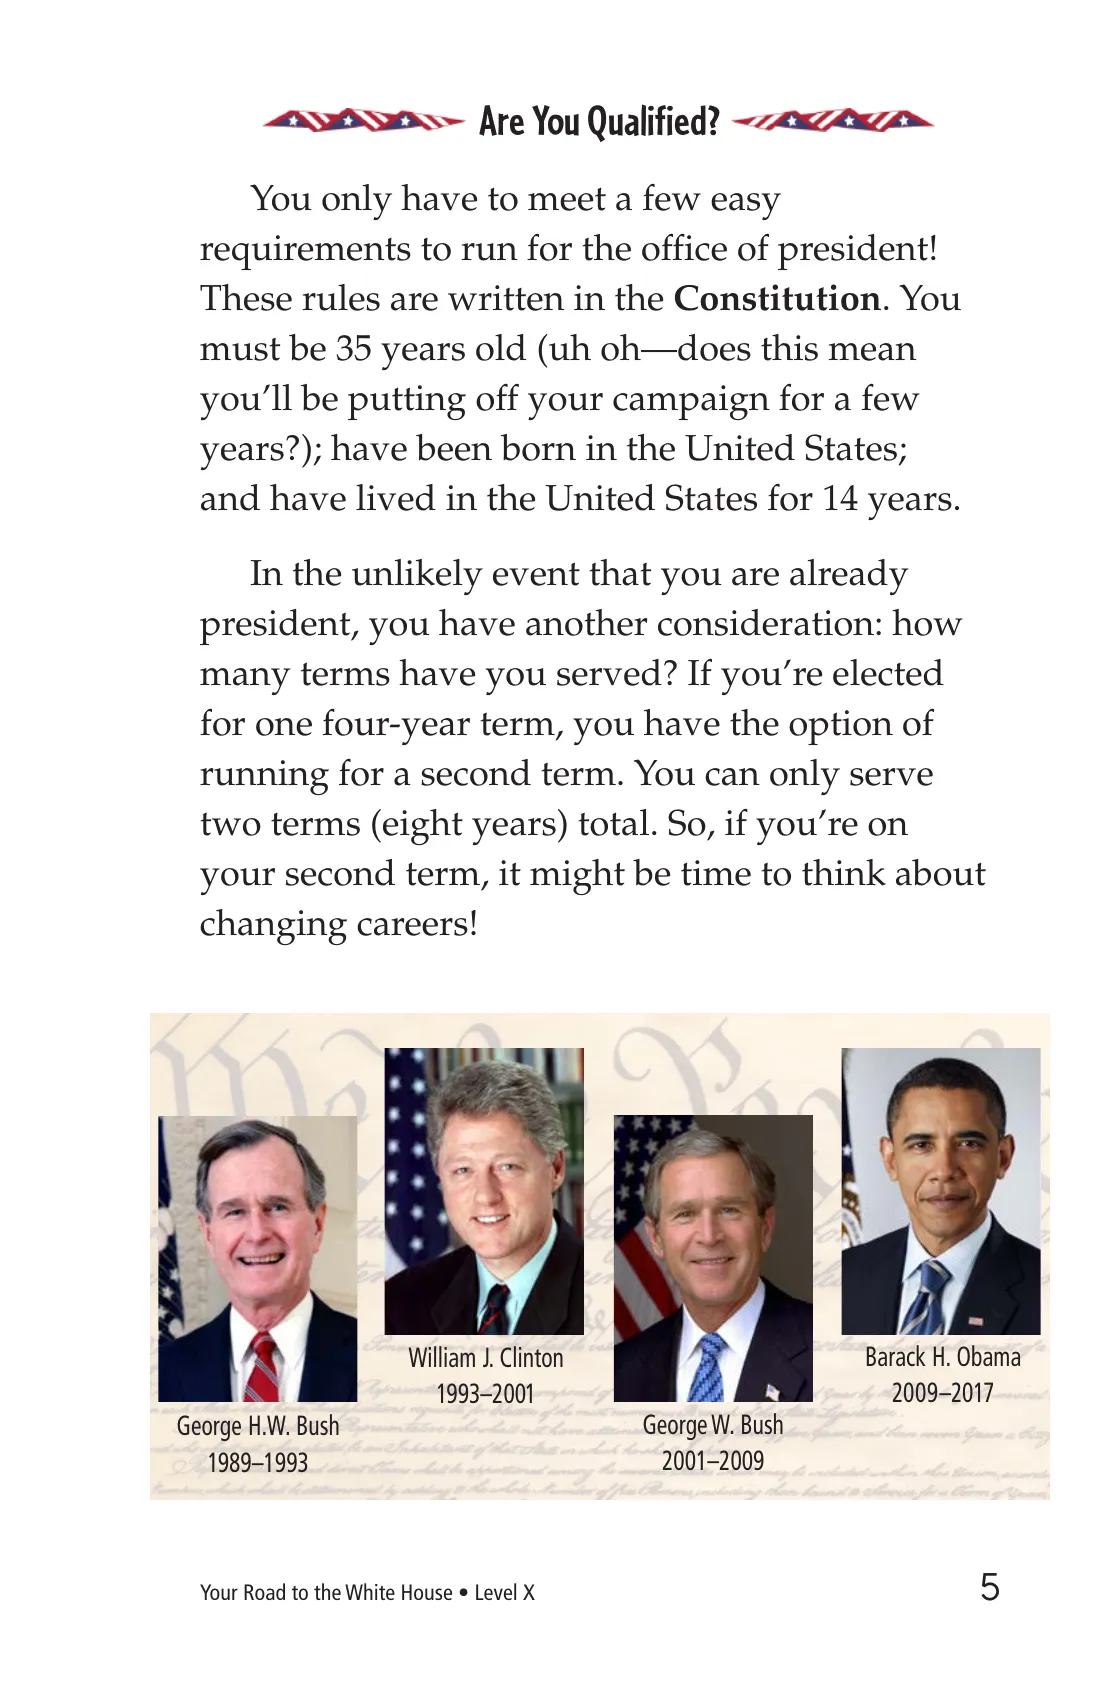 Are You Qualified?
You only have to meet a few easy
requirements to run for the office of president!
These rules are written in the Constitution. You
must be 35 years old (uh oh—does this mean
you’ll be putting off your campaign for a few
years?); have been born in the United States;
and have lived in the United States for 14 years.
In the unlikely event that you are already
president, you have another consideration: how
many terms have you served? If you’re elected
for one four-year term, you have the option of
running for a second term. You can only serve
two terms (eight years) total. So, if you’re on
your second term, it might be time to think about
changing careers!
George H.W. Bush
1989–1993
William J. Clinton
1993–2001
George W. Bush
2001–2009
Barack H. Obama
2009–2017
Your Road to the White House • Level X
5